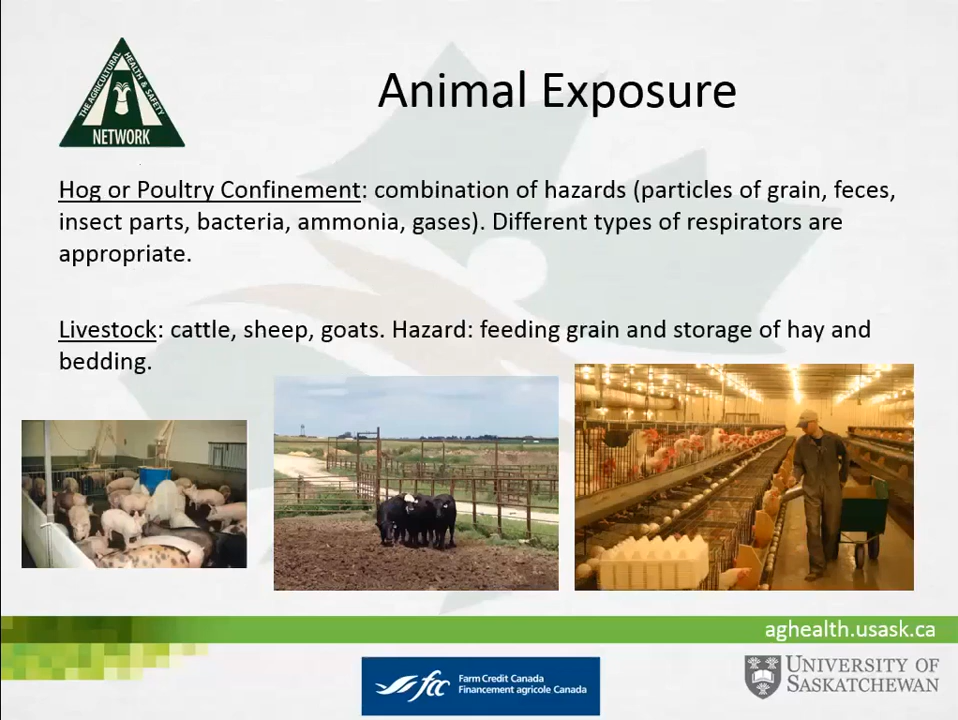 THE AGRICULTURAL
HEALTH & SAFETY
NETWORK
Animal Exposure
Hog or Poultry Confinement: combination of hazards (particles of grain, feces,
insect parts, bacteria, ammonia, gases). Different types of respirators are
appropriate.
Livestock: cattle, sheep, goats. Hazard: feeding grain and storage of hay and
bedding.
aghealth.usask.ca
fcc
Farm Credit Canada
Financement agricole Canada
UNIVERSITY OF
SASKATCHEWAN